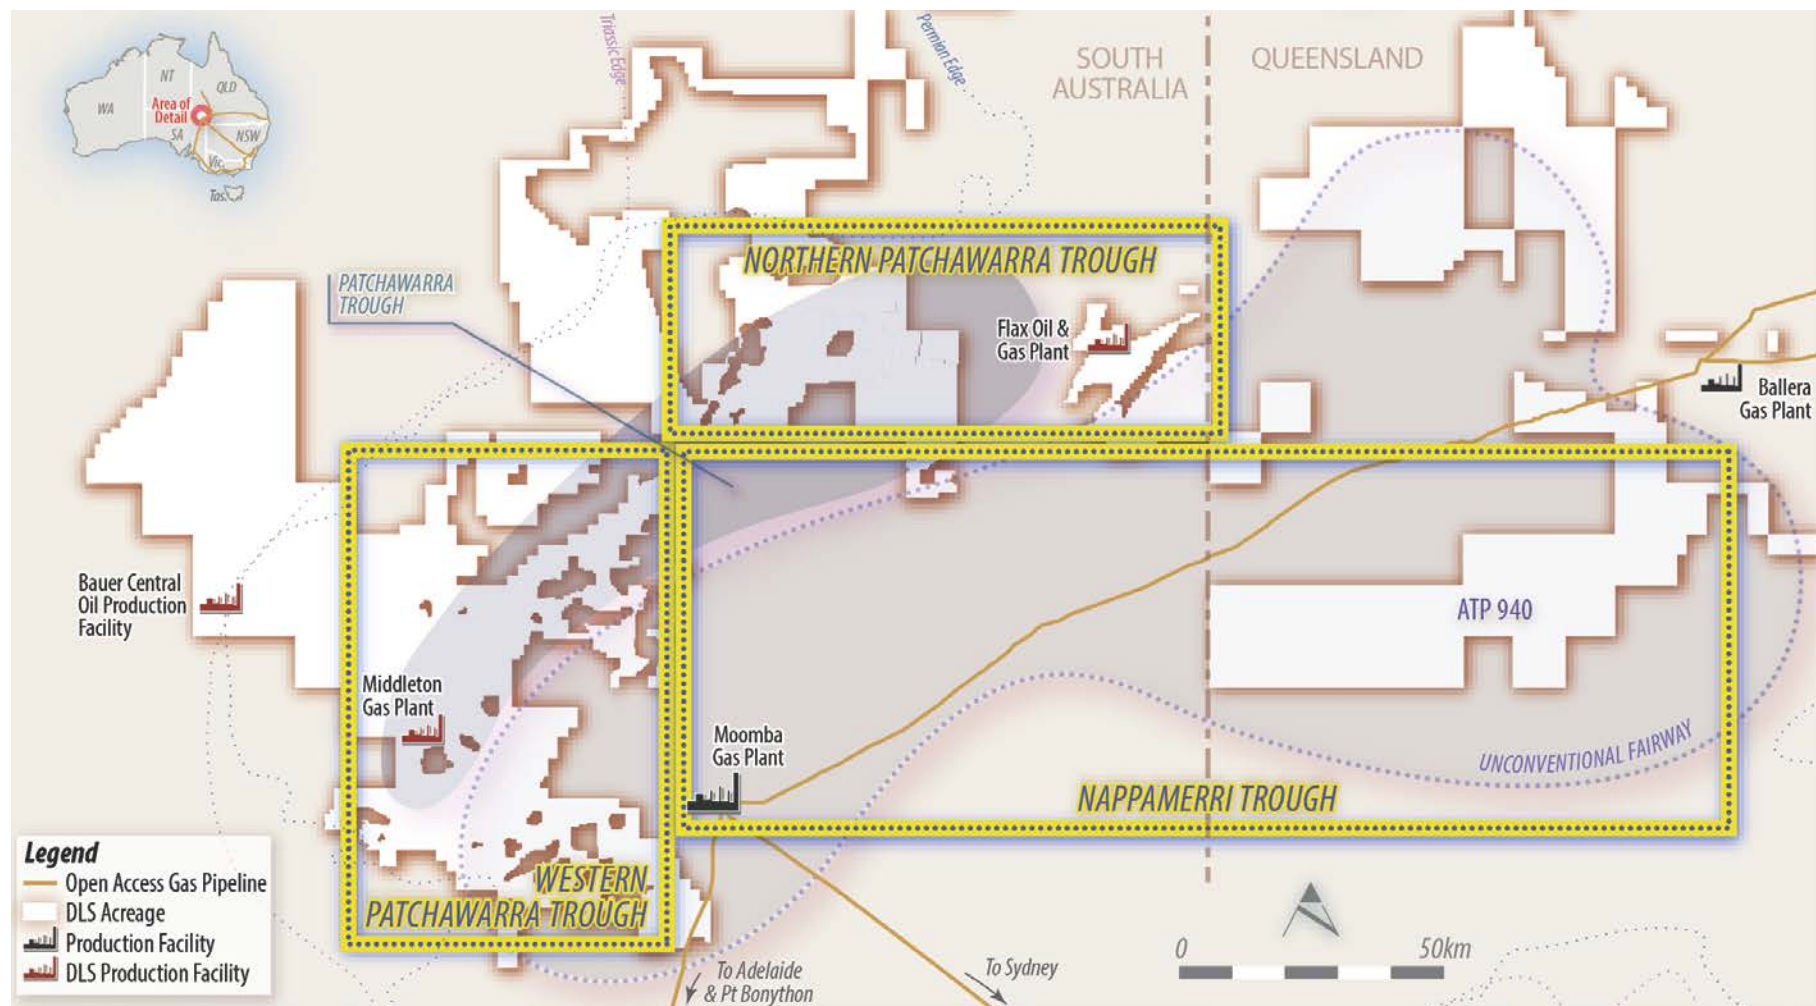 Triassic Edge
Permian Edge
SOUTH
AUSTRALIA
QUEENSLAND
NT
QLD
WA
Area of
Detail
SA
NSW
Vic
Tas.
NORTHERN PATCHAWARRA TROUGH
PATCHAWARRA
TROUGH
Flax Oil &
Gas Plant
Ballera
Gas Plant
Bauer Central
Oil Production
Facility
ATP 940
Middleton
Gas Plant
Moomba
Gas Plant
UNCONVENTIONAL FAIRWAY
NAPPAMERRI TROUGH
WESTERN
PATCHAWARRA TROUGH
Legend
Open Access Gas Pipeline
DLS Acreage
Production Facility
DLS Production Facility
To Adelaide
& Pt Bonython
To Sydney
0
50km